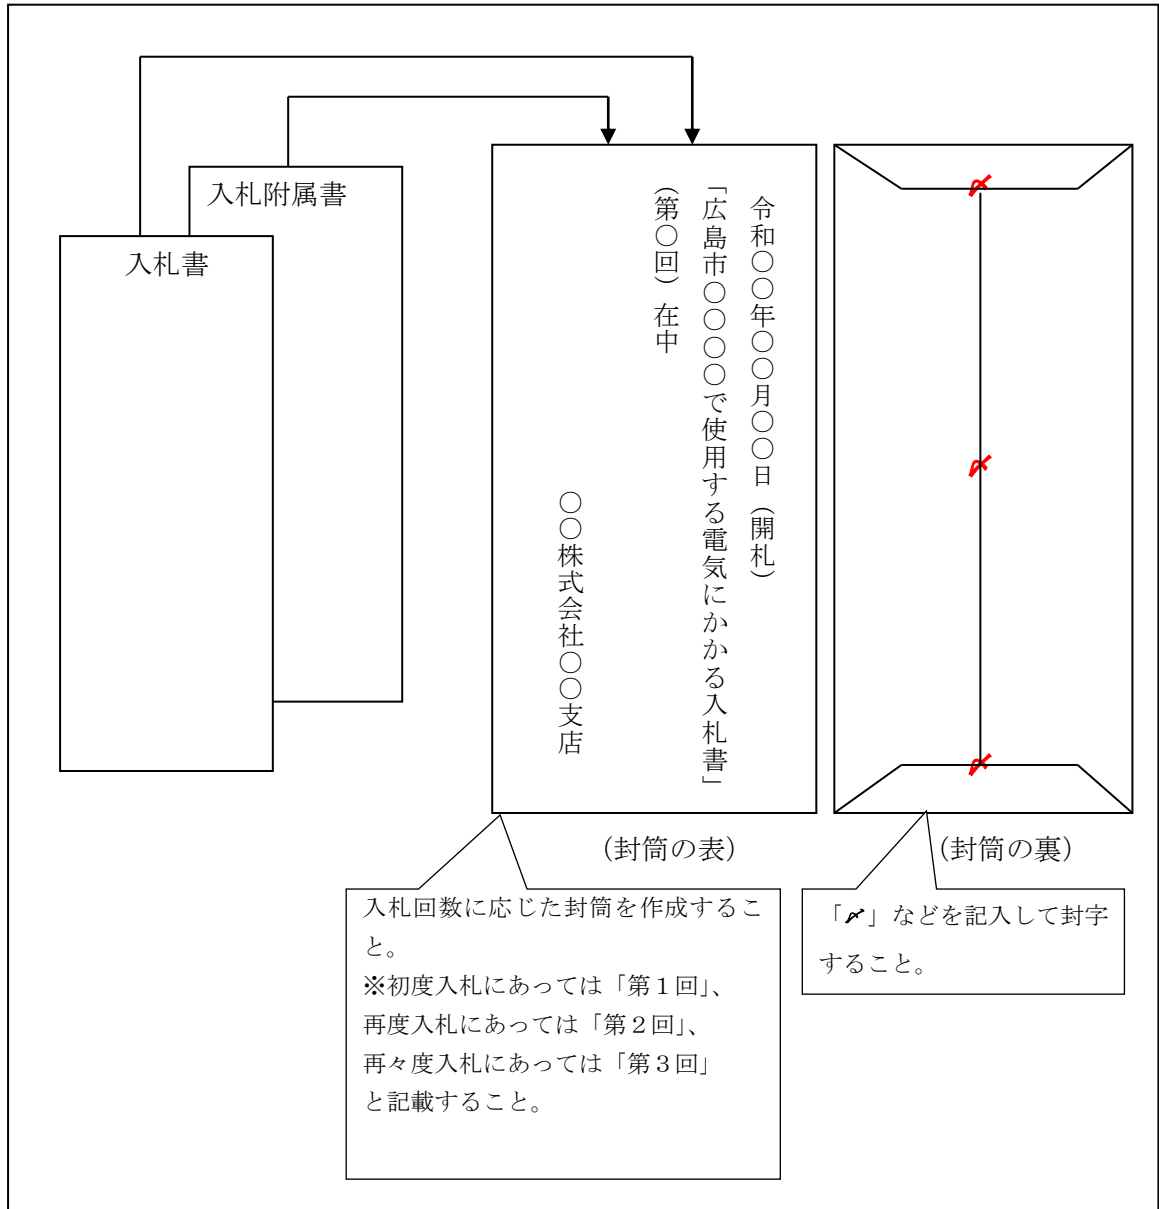 入札附属書
入札書
令和〇〇年〇〇月〇〇日（開札）
「広島市〇〇〇〇で使用する電気にかかる入札書」
（第〇回）在中
〇〇株式会社〇〇支店
〆
〆
〆
（封筒の表）
（封筒の裏）
入札回数に応じた封筒を作成するこ
と。
※初度入札にあっては「第１回」、
再度入札にあっては「第２回」、
再々度入札にあっては「第３回」
と記載すること。
「〆」などを記入して封字
すること。